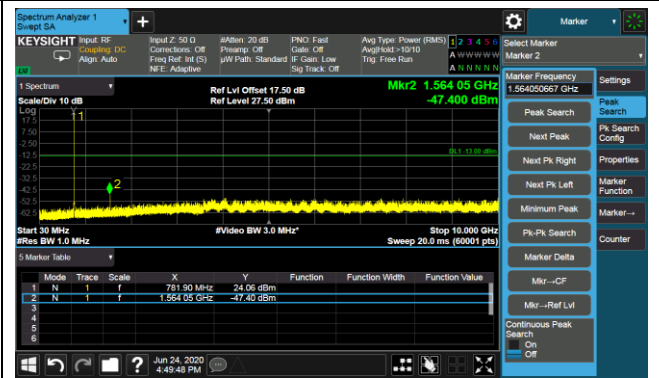 Spectrum Analyzer 1
Swept SA
Marker
KEYSIGHT Input: RF
Coupling: DC
Align: Auto
Input Z: 50 Ω
Corrections: Off
Freq Ref: Int (S)
NFE: Adaptive
#Atten: 20 dB
Preamp: Off
µW Path: Standard
PNO: Fast
Gate: Off
IF Gain: Low
Sig Track: Off
Avg Type: Power (RMS)
Avg|Hold:>10/10
Trig: Free Run
1 2 3 4 5 6
A W W W W W
A N N N N N
Select Marker
Marker 2
LXI
1 Spectrum
Scale/Div 10 dB
Ref Lvl Offset 17.50 dB
Ref Level 27.50 dBm
Mkr2 1.564 05 GHz
-47.400 dBm
Log
17.5
7.50
-2.50
-12.5
-22.5
-32.5
-42.5
-52.5
-62.5
1
2
DL1 -13.00 dBm
Start 30 MHz
#Res BW 1.0 MHz
#Video BW 3.0 MHz*
Stop 10.000 GHz
Sweep 20.0 ms (60001 pts)
5 Marker Table
Mode Trace Scale X Y Function Function Width Function Value
1 N 1 f 781.90 MHz 24.06 dBm
2 N 1 f 1.564 05 GHz -47.40 dBm
3
4
5
6
Marker Frequency
1.564050667 GHz
Peak Search
Next Peak
Next Pk Right
Next Pk Left
Minimum Peak
Pk-Pk Search
Marker Delta
Mkr→CF
Mkr→Ref Lvl
Continuous Peak
Search
On
Off
Settings
Peak
Search
Pk Search
Config
Properties
Marker
Function
Marker→
Counter
?
Jun 24, 2020
4:49:48 PM